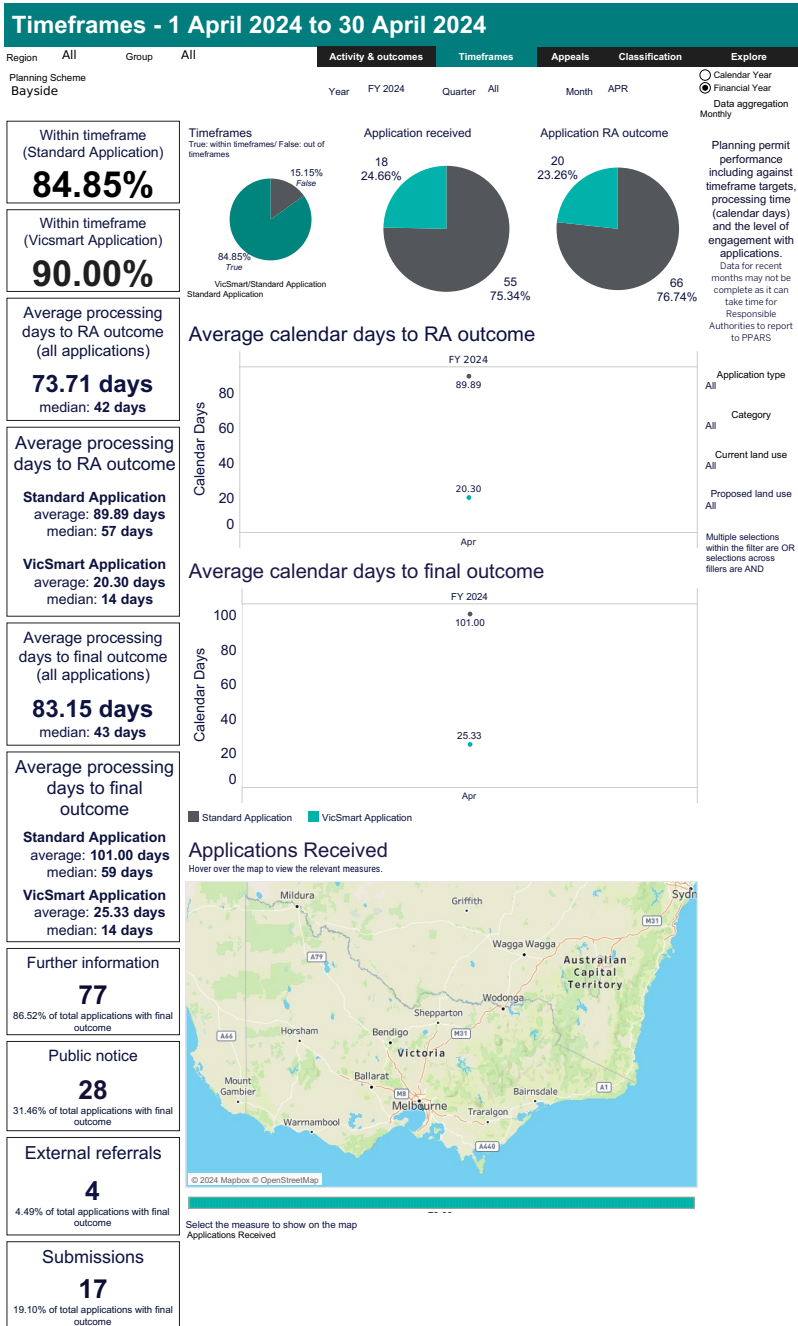 Timeframes - 1 April 2024 to 30 April 2024
Region All Group All
Activity & outcomes Timeframes Appeals Classification Explore
Planning Scheme
Bayside
Year FY 2024 Quarter All Month APR
Calendar Year
Financial Year
Data aggregation
Monthly
Within timeframe
(Standard Application)
84.85%
Within timeframe
(Vicsmart Application)
90.00%
Average processing
days to RA outcome
(all applications)
73.71 days
median: 42 days
Average processing
days to RA outcome
Standard Application
average: 89.89 days
median: 57 days
VicSmart Application
average: 20.30 days
median: 14 days
Average processing
days to final outcome
(all applications)
83.15 days
median: 43 days
Average processing
days to final
outcome
Standard Application
average: 101.00 days
median: 59 days
VicSmart Application
average: 25.33 days
median: 14 days
Further information
77
86.52% of total applications with final
outcome
Public notice
28
31.46% of total applications with final
outcome
External referrals
4
4.49% of total applications with final
outcome
Submissions
17
19.10% of total applications with final
outcome
Timeframes
True: within timeframes/ False: out of
timeframes
15.15%
False
84.85%
True
VicSmart/Standard Application
Standard Application
Application received
18
24.66%
55
75.34%
Application RA outcome
20
23.26%
66
76.74%
Average calendar days to RA outcome
FY 2024
Calendar Days
80
60
40
20
0
89.89
20.30
Apr
Average calendar days to final outcome
FY 2024
Calendar Days
100
80
60
40
20
0
101.00
25.33
Apr
Standard Application VicSmart Application
Applications Received
Hover over the map to view the relevant measures.
Mildura
Griffith
Sydn
M31
Wagga Wagga
A79
Australian
Capital
Territory
Wodonga
Shepparton
A66
Horsham
Bendigo
M31
Victoria
Mount
Gambier
Ballarat
M8
Melbourne
Bairnsdale
A1
Traralgon
Warrnambool
A440
© 2024 Mapbox © OpenStreetMap
Select the measure to show on the map
Applications Received
Planning permit
performance
including against
timeframe targets,
processing time
(calendar days)
and the level of
engagement with
applications.
Data for recent
months may not be
complete as it can
take time for
Responsible
Authorities to report
to PPARS
Application type
All
Category
All
Current land use
All
Proposed land use
All
Multiple selections
within the filter are OR
selections across
fillers are AND